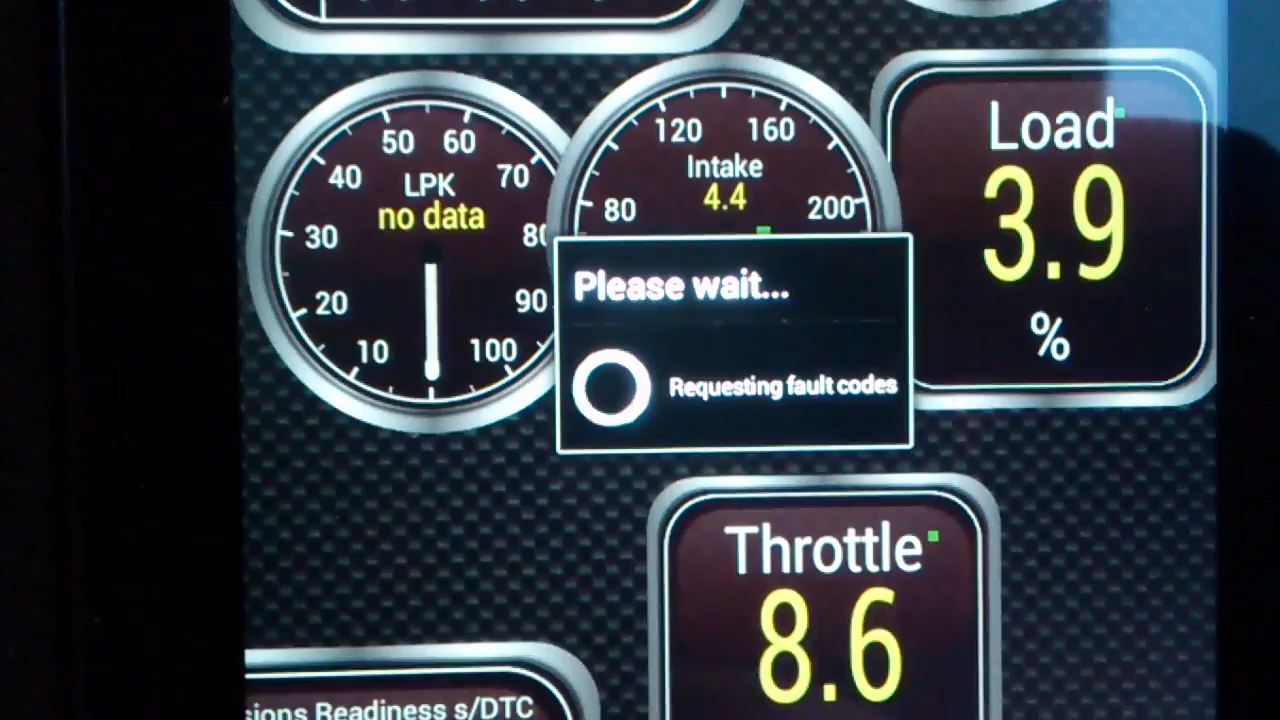 50 60
40 70
LPK
no data
30 80
20 90
10 100
120 160
Intake
4.4
80 200
Load
3.9
%
Please wait...
Requesting fault codes
Throttle
8.6
sions Readiness s/DTC